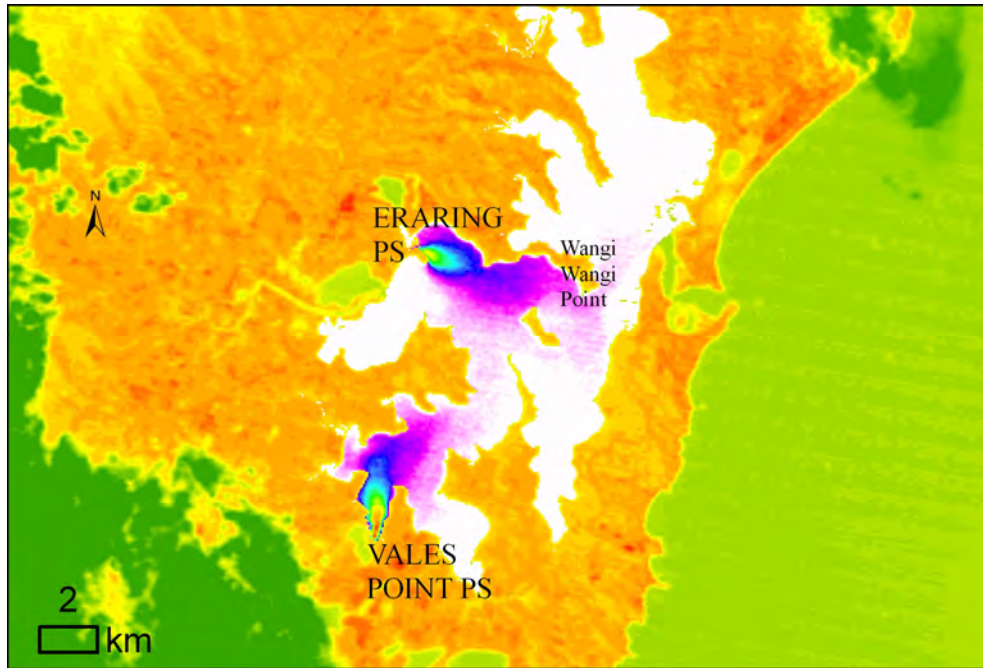 N
ERARING
PS
Wangi
Wangi
Point
VALES
POINT PS
2
km